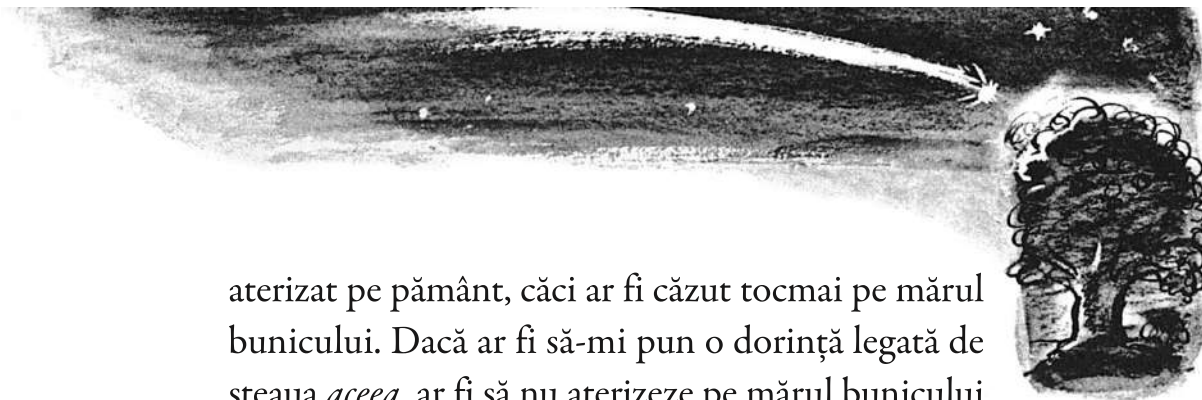 aterizat pe pământ, căci ar fi căzut tocmai pe mărul
bunicului. Dacă ar fi să-mi pun o dorință legată de
steaua aceea, ar fi să nu aterizeze pe mărul bunicului